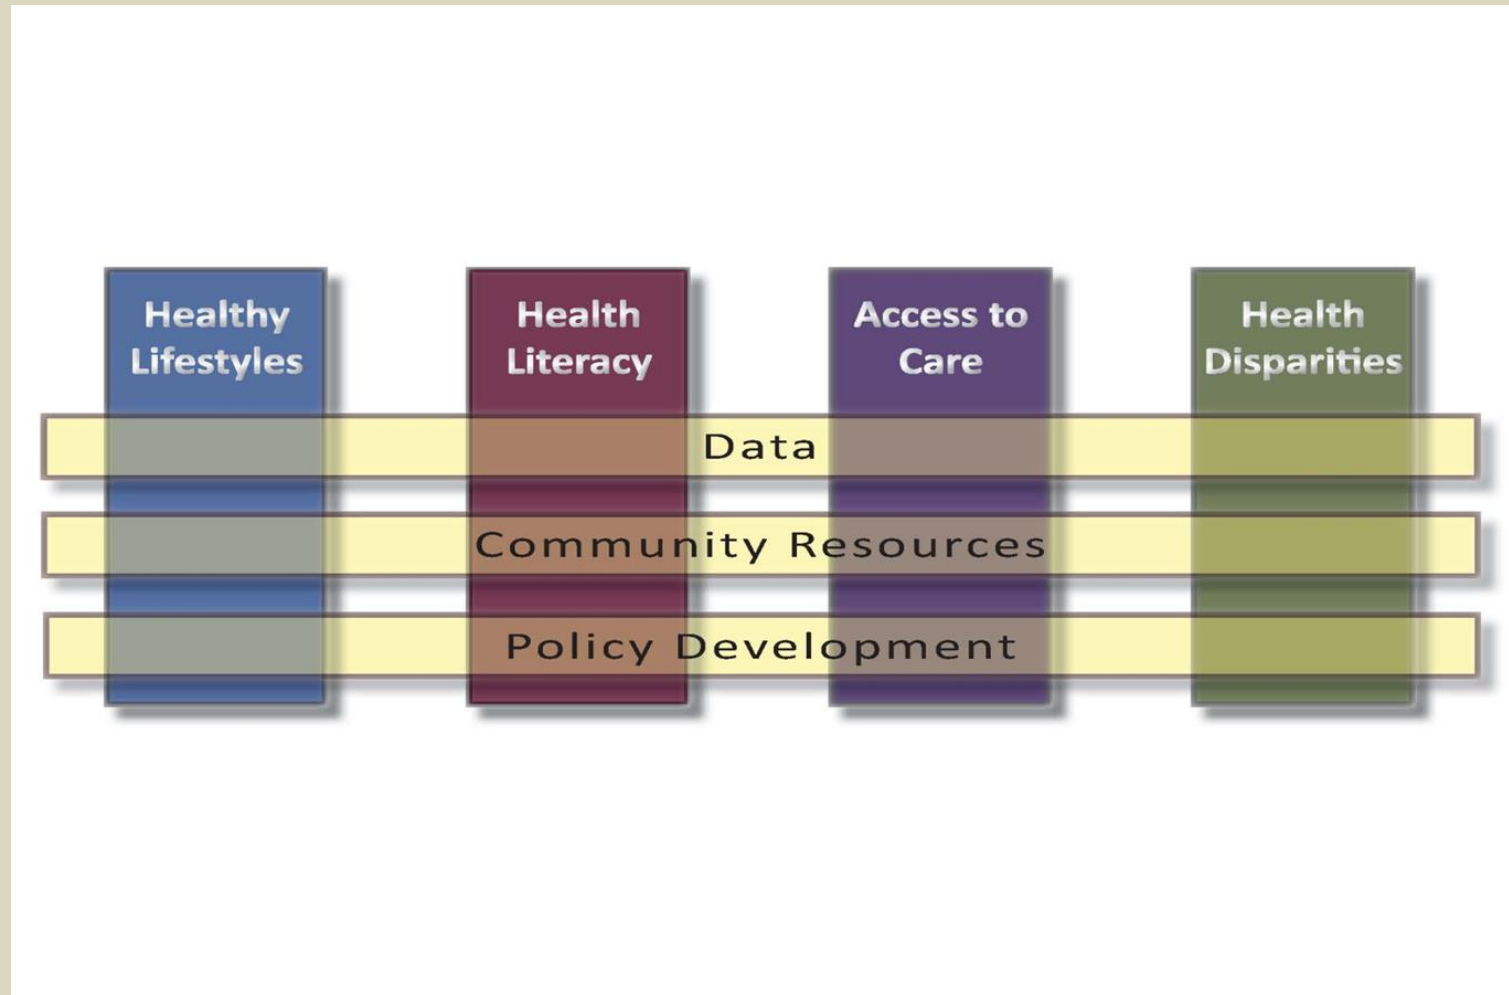 Healthy
Lifestyles
Health
Literacy
Access to
Care
Health
Disparities
Data
Community Resources
Policy Development